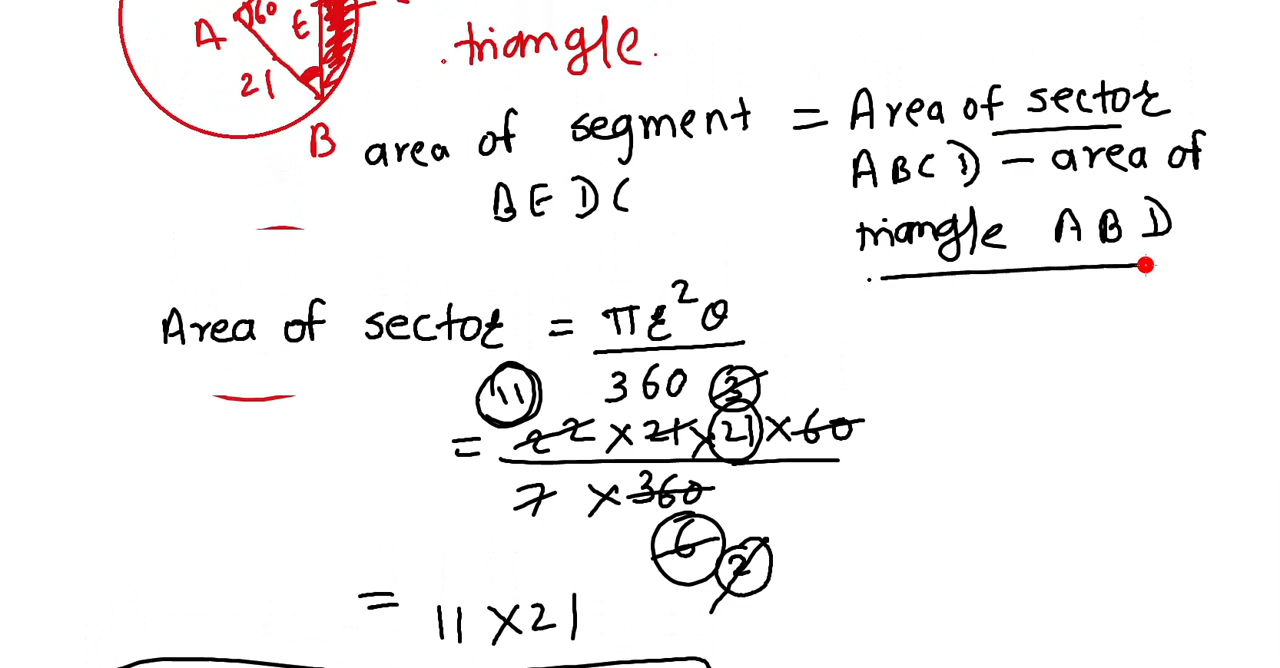 A 60 E
triangle.
21
B area of segment = Area of sector
BEDC ABCD – area of
triangle ABD
Area of sector = πr²θ
11 360 3
= 22 × 21 × 21 × 60
7 × 360
6 2
= 11 × 21